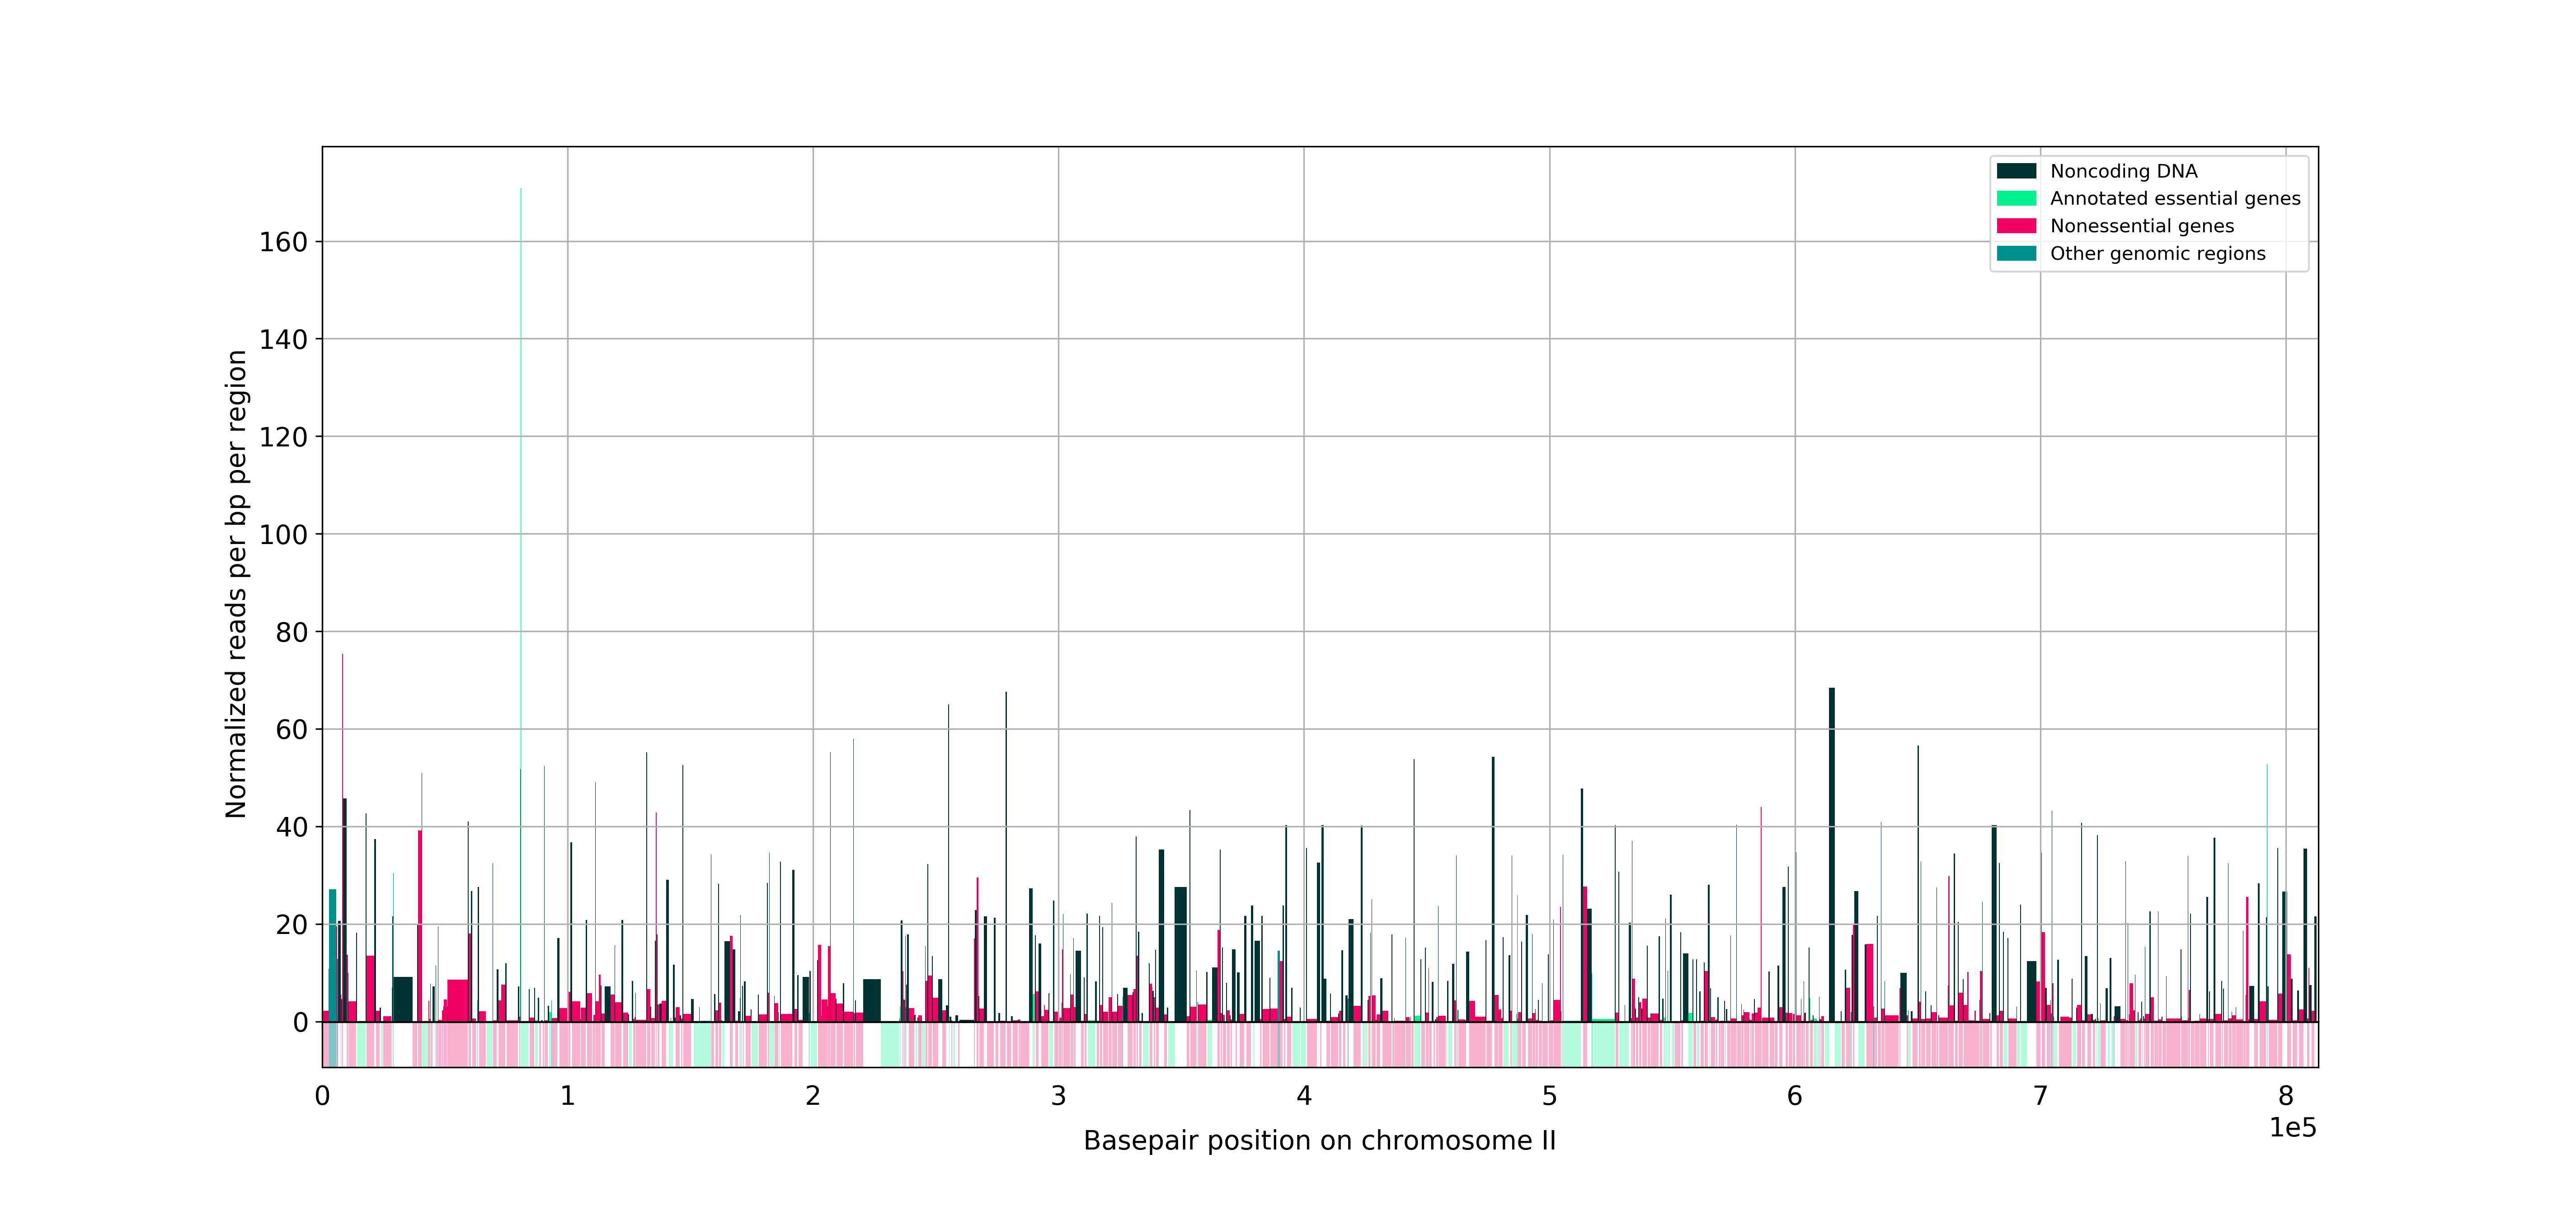 Noncoding DNA
Annotated essential genes
Nonessential genes
Other genomic regions
160
140
120
100
80
60
40
20
0
Normalized reads per bp per region
0 1 2 3 4 5 6 7 8
1e5
Basepair position on chromosome II